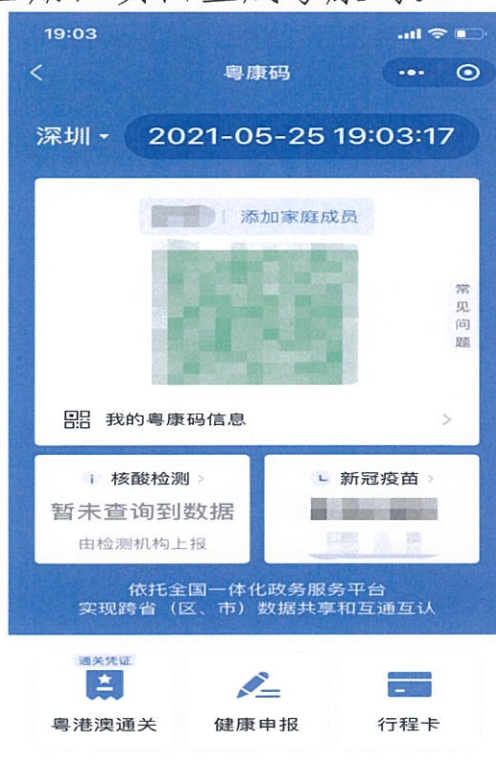 19:03
粤康码
深圳
2021-05-25 19:03:17
添加家庭成员
常见问题
我的粤康码信息
核酸检测
新冠疫苗
暂未查询到数据
由检测机构上报
依托全国一体化政务服务平台
实现跨省（区、市）数据共享和互通互认
通关凭证
粤港澳通关
健康申报
行程卡